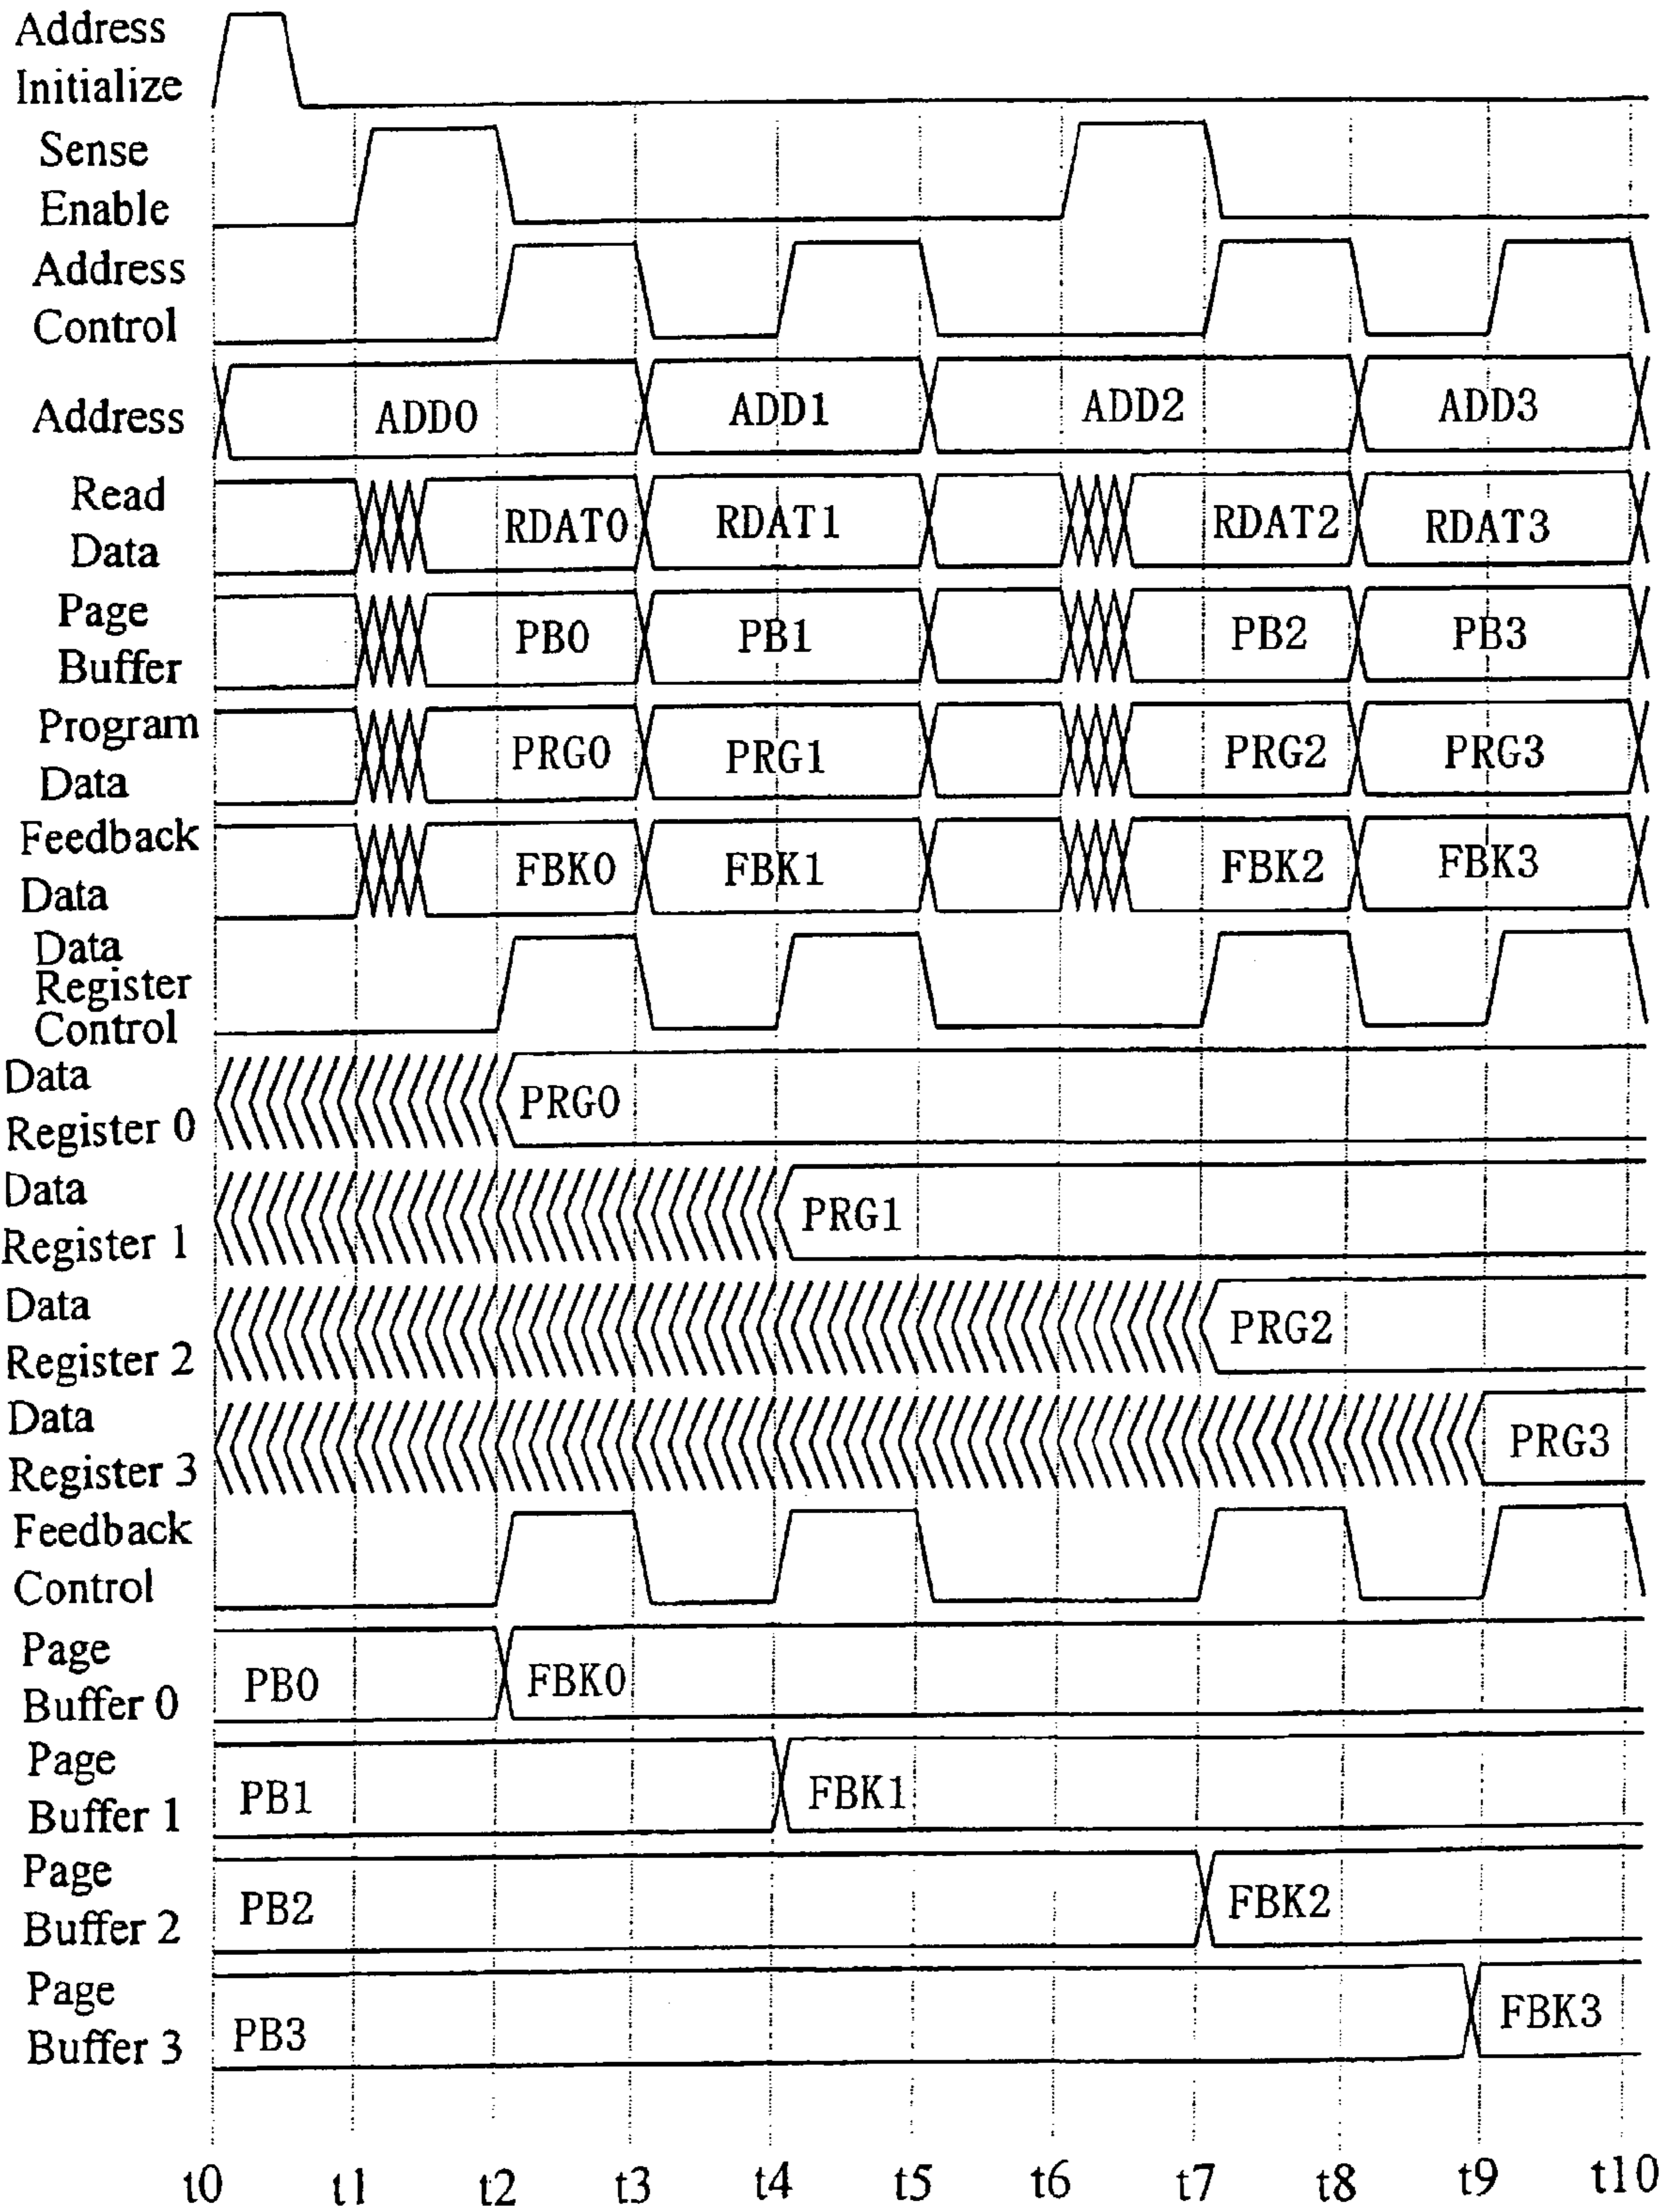 Address
Initialize
Sense
Enable
Address
Control
Address ADD0 ADD1 ADD2 ADD3
Read
Data RDAT0 RDAT1 RDAT2 RDAT3
Page
Buffer PB0 PB1 PB2 PB3
Program
Data PRG0 PRG1 PRG2 PRG3
Feedback
Data FBK0 FBK1 FBK2 FBK3
Data
Register
Control
Data
Register 0 PRG0
Data
Register 1 PRG1
Data
Register 2 PRG2
Data
Register 3 PRG3
Feedback
Control
Page
Buffer 0 PB0 FBK0
Page
Buffer 1 PB1 FBK1
Page
Buffer 2 PB2 FBK2
Page
Buffer 3 PB3 FBK3
t0 t1 t2 t3 t4 t5 t6 t7 t8 t9 t10